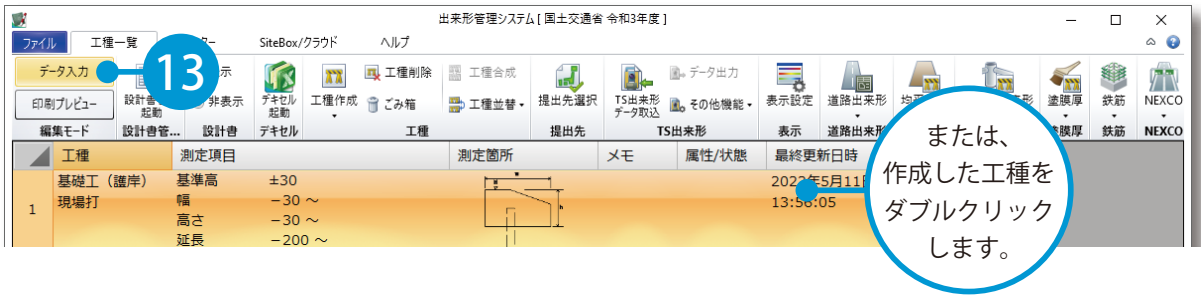 出来形管理システム [ 国土交通省 令和3年度 ]
ファイル 工種一覧 SiteBox/クラウド ヘルプ
データ入力 13 工種削除 工種合成 データ出力
印刷プレビュー 設計書 起動 非表示 デキセル 起動 工種作成 ごみ箱 工種並替 提出先選択 TS出来形 データ取込 その他機能 表示設定 道路出来形 塗膜厚 鉄筋 NEXCO
編集モード 設計書管... 設計書 デキセル 工種 提出先 TS出来形 表示 道路出来形 塗膜厚 鉄筋 NEXCO
工種 測定項目 測定箇所 メモ 属性/状態 最終更新日時
1 基礎工(護岸) 現場打
基準高 ±30
幅 −30 ～
高さ −30 ～
延長 −200 ～
13:56:05
または、
作成した工種を
ダブルクリック
します。